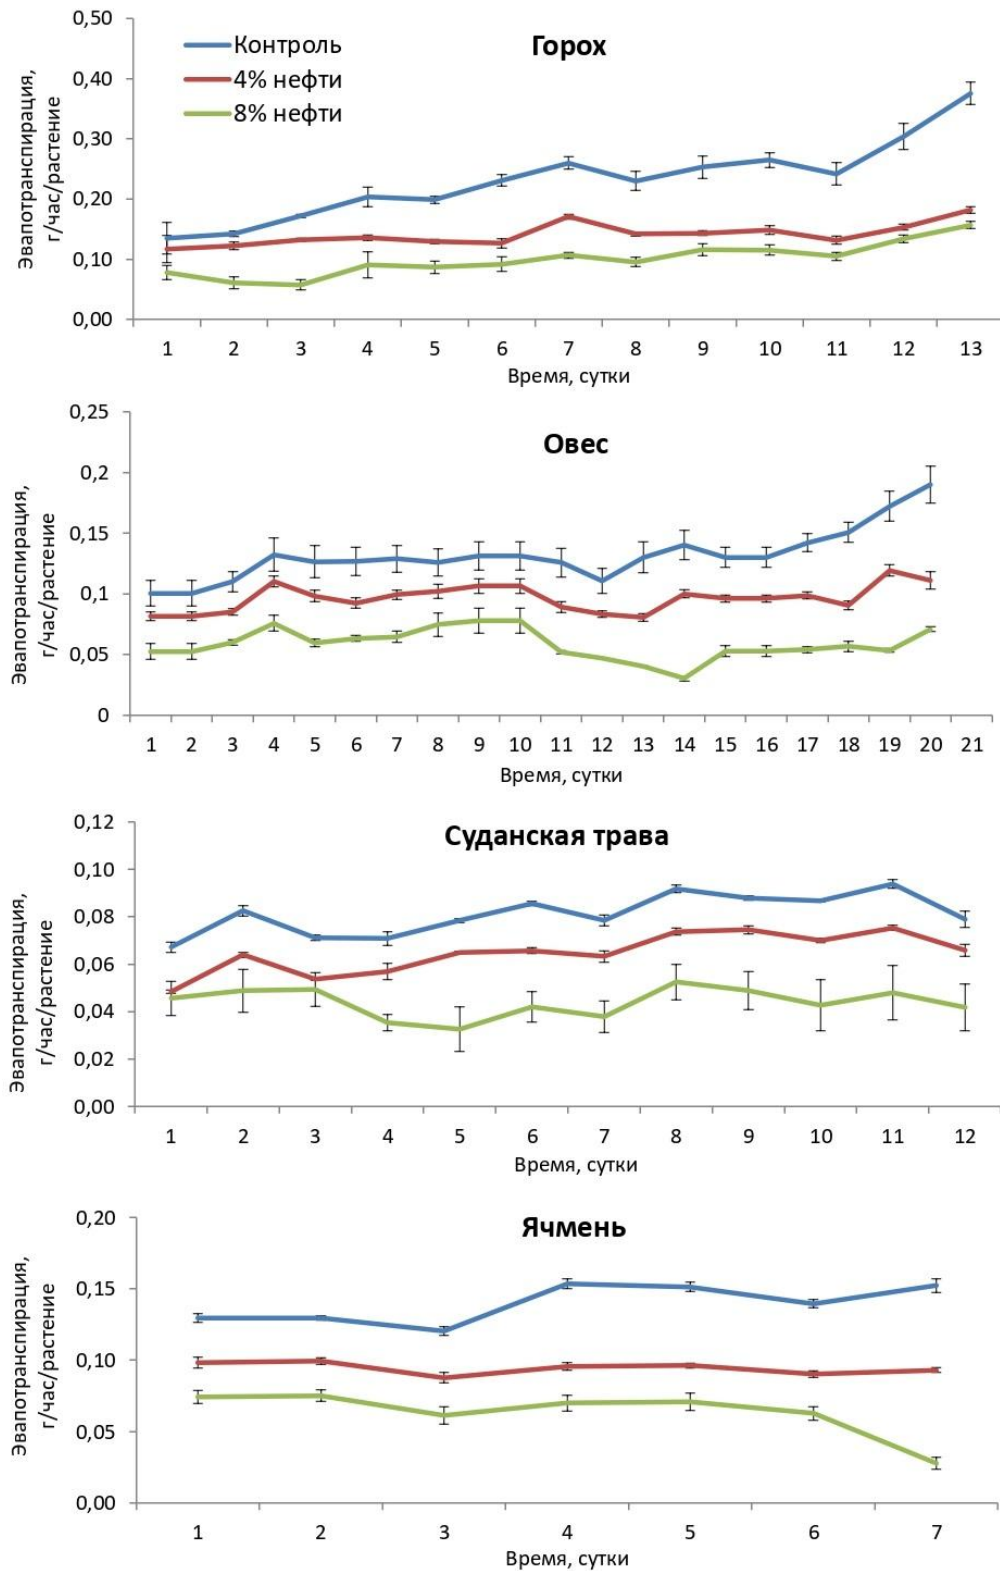 Горох
Контроль
4% нефти
8% нефти
Эвапотранспирация,
г/час/растение
0,50
0,40
0,30
0,20
0,10
0,00
1 2 3 4 5 6 7 8 9 10 11 12 13
Время, сутки
Овес
Эвапотранспирация,
г/час/растение
0,25
0,2
0,15
0,1
0,05
0
1 2 3 4 5 6 7 8 9 10 11 12 13 14 15 16 17 18 19 20 21
Время, сутки
Суданская трава
Эвапотранспирация,
г/час/растение
0,12
0,10
0,08
0,06
0,04
0,02
0,00
1 2 3 4 5 6 7 8 9 10 11 12
Время, сутки
Ячмень
Эвапотранспирация,
г/час/растение
0,20
0,15
0,10
0,05
0,00
1 2 3 4 5 6 7
Время, сутки